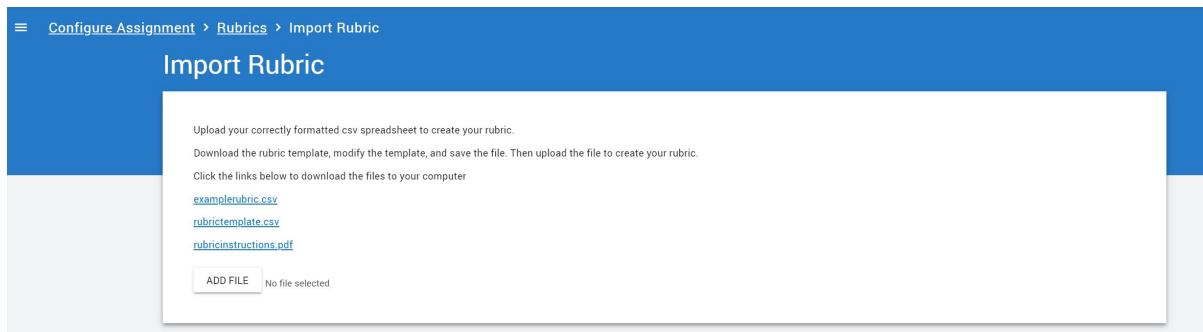 Configure Assignment > Rubrics > Import Rubric
Import Rubric
Upload your correctly formatted csv spreadsheet to create your rubric.
Download the rubric template, modify the template, and save the file. Then upload the file to create your rubric.
Click the links below to download the files to your computer
examplerubric.csv
rubrictemplate.csv
rubricinstructions.pdf
ADD FILE No file selected